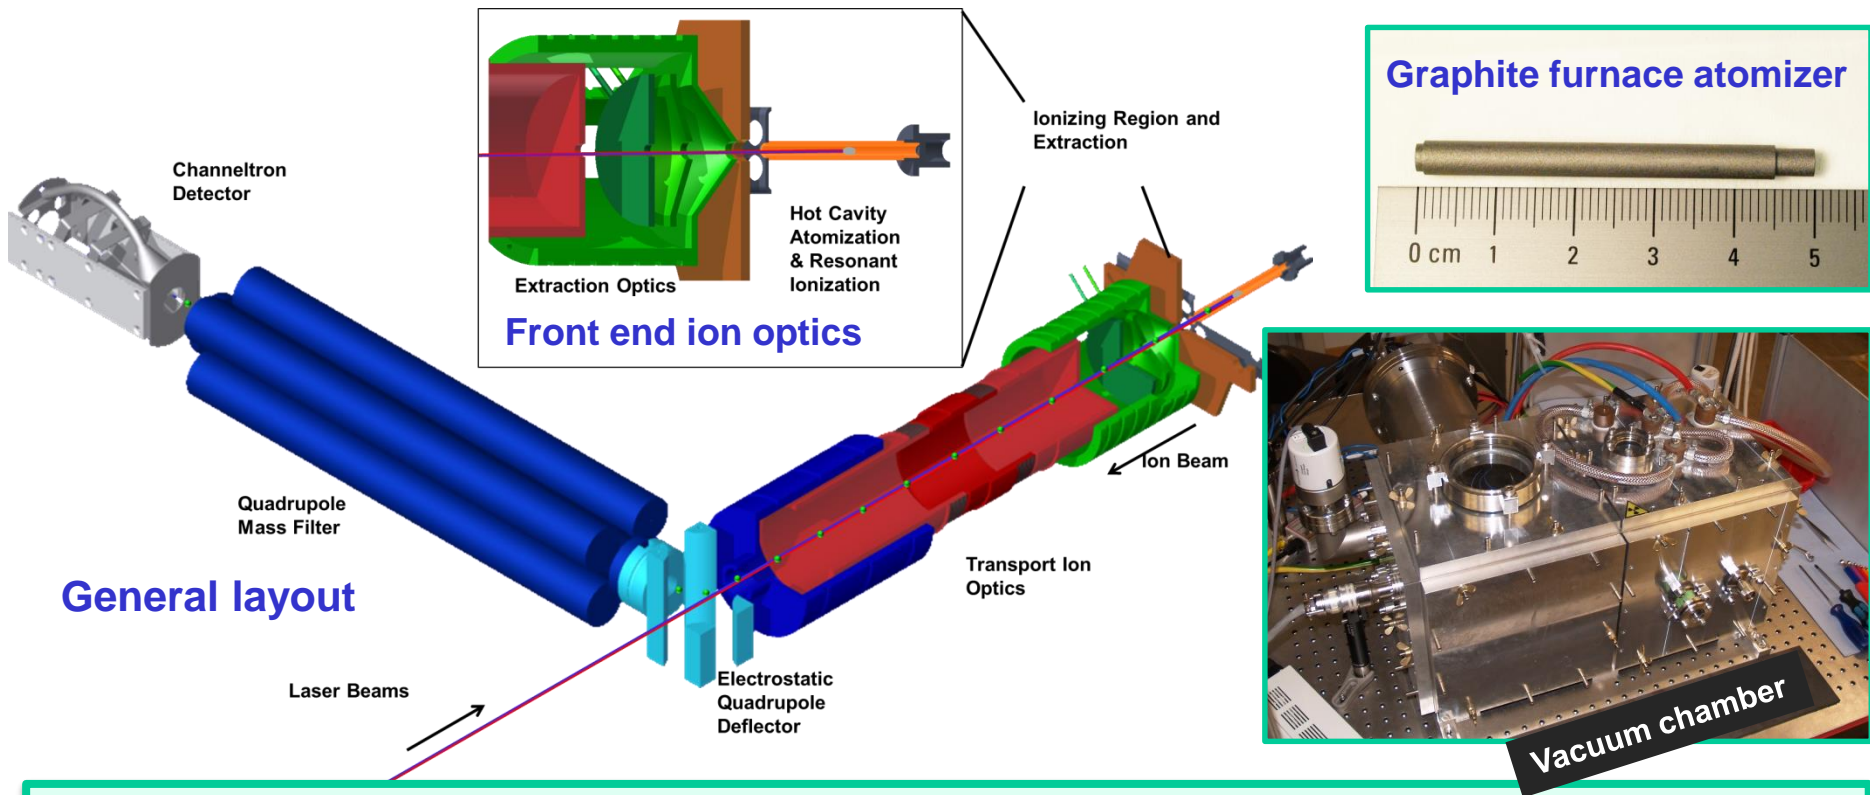 Channeltron
Detector
Quadrupole
Mass Filter
General layout
Laser Beams
Electrostatic
Quadrupole
Deflector
Transport Ion
Optics
Ion Beam
Ionizing Region and
Extraction
Hot Cavity
Atomization
& Resonant
Ionization
Extraction Optics
Front end ion optics
Graphite furnace atomizer
0 cm 1 2 3 4 5
Vacuum chamber